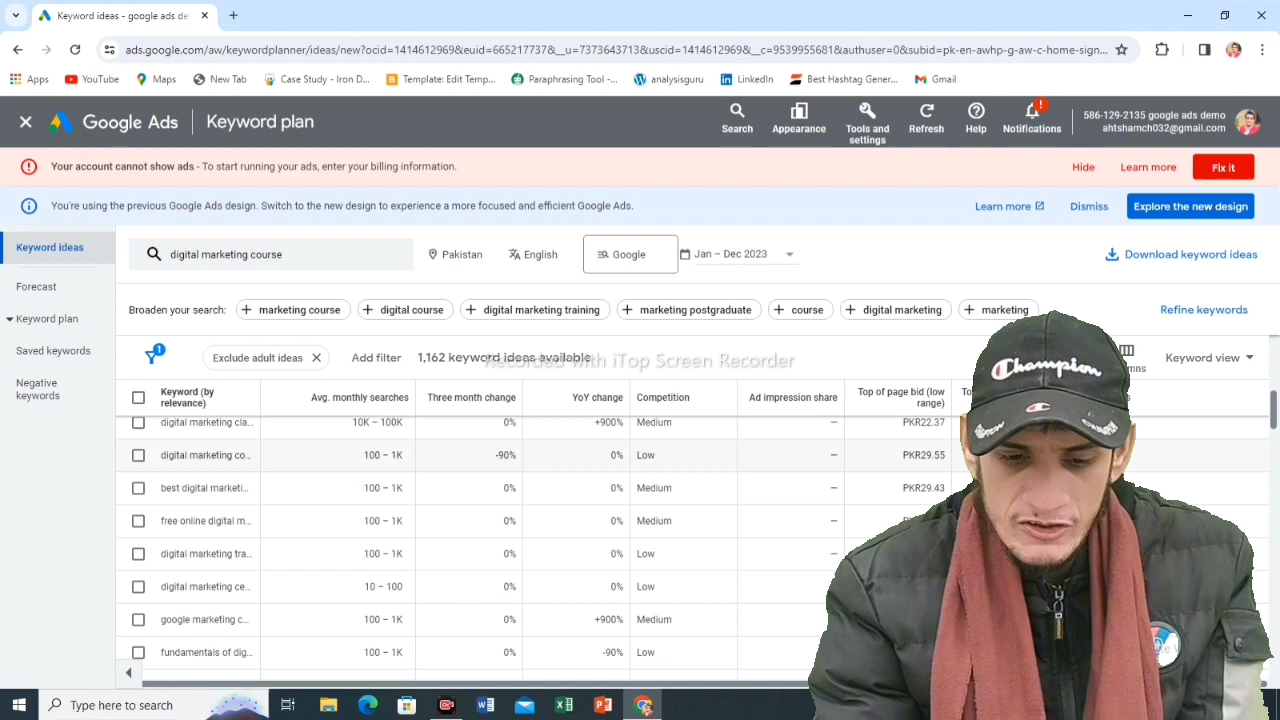 Keyword ideas - google ads de
ads.google.com/aw/keywordplanner/ideas/new?ocid=1414612969&euid=665217737&__u=7373643713&uscid=1414612969&__c=9539955681&authuser=0&subid=pk-en-awhp-g-aw-c-home-sign...
Apps YouTube Maps New Tab Case Study - Iron D... Template: Edit Temp... Paraphrasing Tool -... analysisguru LinkedIn Best Hashtag Gener... Gmail
Google Ads Keyword plan
Search Appearance Tools and settings Refresh Help Notifications
586-129-2135 google ads demo
ahtshamch032@gmail.com
Your account cannot show ads - To start running your ads, enter your billing information. Hide Learn more Fix it
You're using the previous Google Ads design. Switch to the new design to experience a more focused and efficient Google Ads. Learn more Dismiss Explore the new design
Keyword ideas
Forecast
Keyword plan
Saved keywords
Negative keywords
digital marketing course Pakistan English Google Jan – Dec 2023 Download keyword ideas
Broaden your search: marketing course digital course digital marketing training marketing postgraduate course digital marketing marketing Refine keywords
1 Exclude adult ideas Add filter 1,162 keyword ideas available Keyword view
Recorded with iTop Screen Recorder
Keyword (by relevance) Avg. monthly searches Three month change YoY change Competition Ad impression share Top of page bid (low range)
digital marketing cla... 10K – 100K 0% +900% Medium — PKR22.37
digital marketing co... 100 – 1K -90% 0% Low — PKR29.55
best digital marketi... 100 – 1K 0% 0% Medium — PKR29.43
free online digital m... 100 – 1K 0% 0% Medium —
digital marketing tra... 100 – 1K 0% 0% Low —
digital marketing ce... 10 – 100 0% 0% Low
google marketing c... 100 – 1K 0% +900% Medium
fundamentals of dig... 100 – 1K 0% -90% Low
Champion
Type here to search